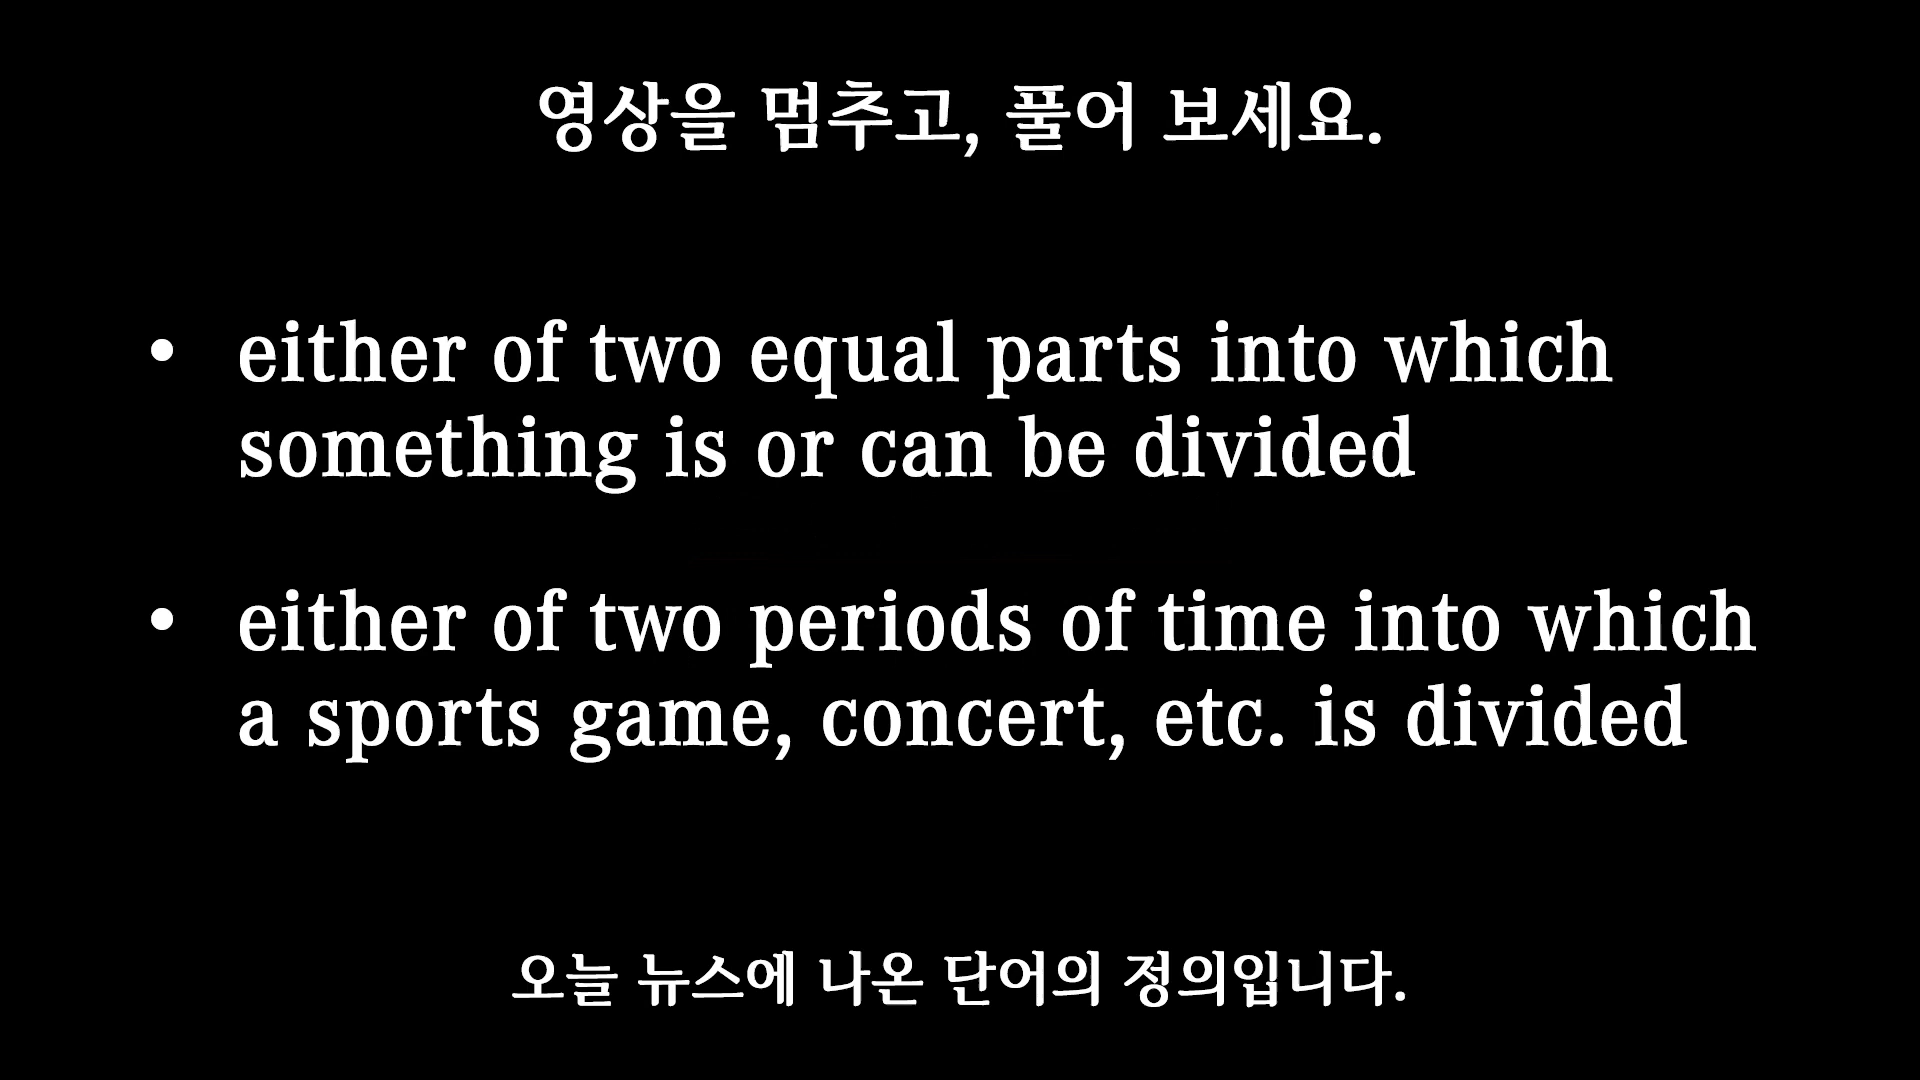 영상을 멈추고, 풀어 보세요.
• either of two equal parts into which
something is or can be divided
• either of two periods of time into which
a sports game, concert, etc. is divided
오늘 뉴스에 나온 단어의 정의입니다.